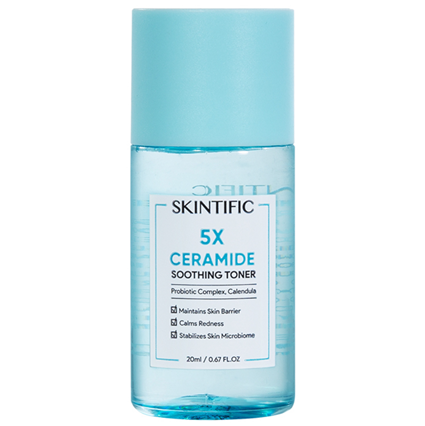 SKINTIFIC
5X
CERAMIDE
SOOTHING TONER
Probiotic Complex, Calendula
Maintains Skin Barrier
Calms Redness
Stabilizes Skin Microbiome
20ml / 0.67 FL.OZ